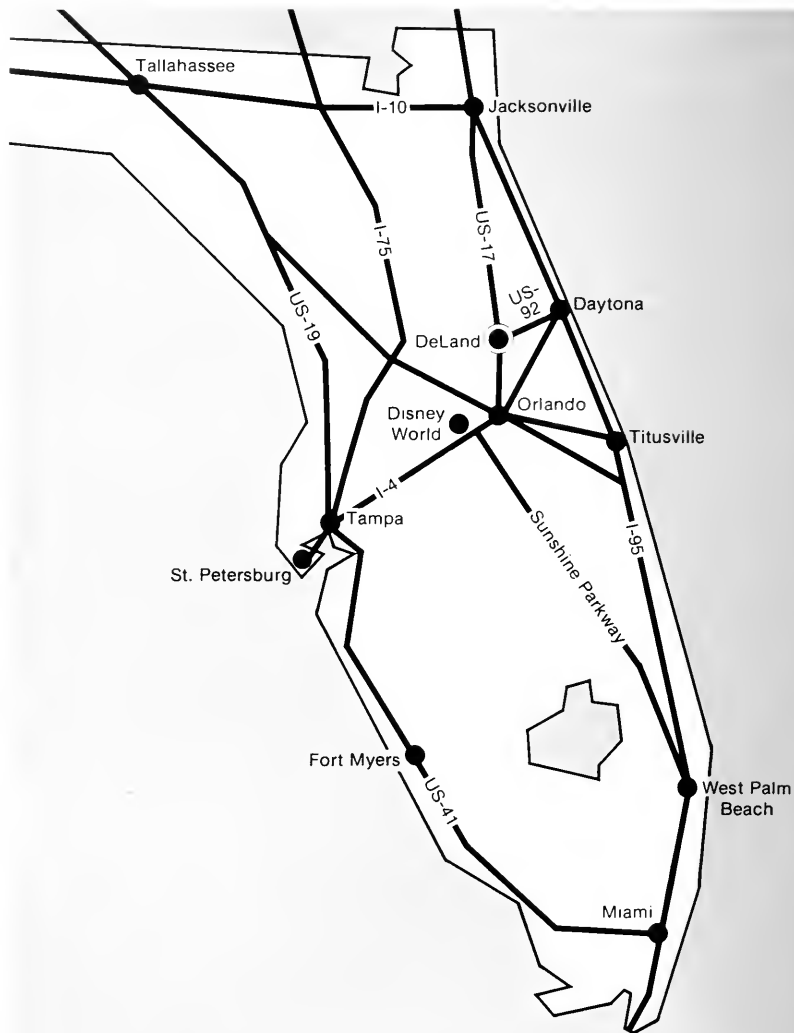 Tallahassee
I-10
Jacksonville
I-75
US-17
US-19
US-
92
Daytona
DeLand
Disney
World
Orlando
Titusville
I-4
Tampa
Sunshine Parkway
I-95
St. Petersburg
Fort Myers
US-41
West Palm
Beach
Miami